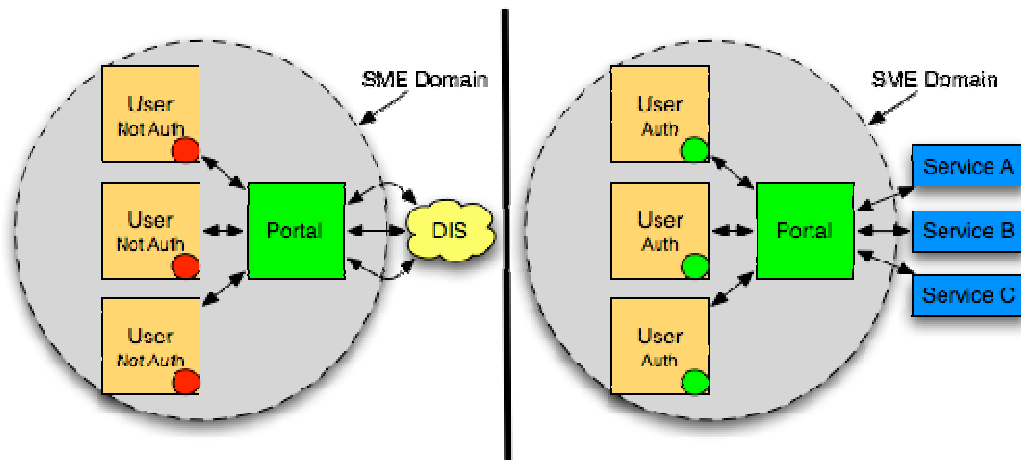 SME Domain
User
Not Auth
User
Not Auth
User
Not Auth
Portal
DIS
SME Domain
User
Auth
User
Auth
User
Auth
Portal
Service A
Service B
Service C